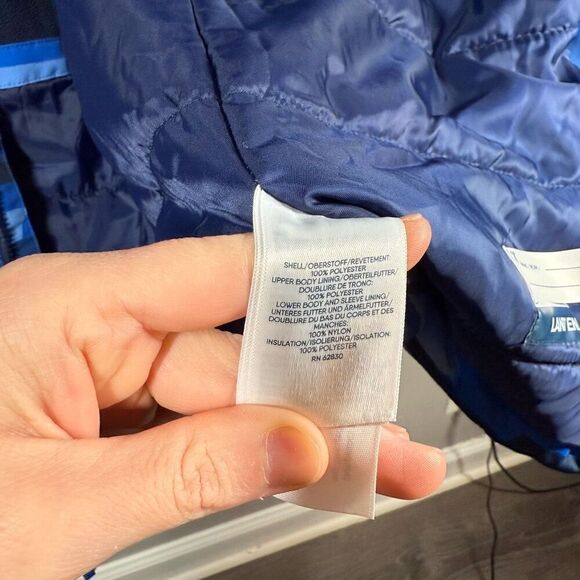 SHELL/OBERSTOFF/REVETEMENT:
100% POLYESTER
UPPER BODY LINING/OBERTEILFUTTER/
DOUBLURE DE TRONC:
100% POLYESTER
LOWER BODY AND SLEEVE LINING/
UNTERES FUTTER UND ÄRMELFUTTER/
DOUBLURE DU BAS DU CORPS ET DES
MANCHES:
100% NYLON
INSULATION/ISOLIERUNG/ISOLATION:
100% POLYESTER
RN 62830